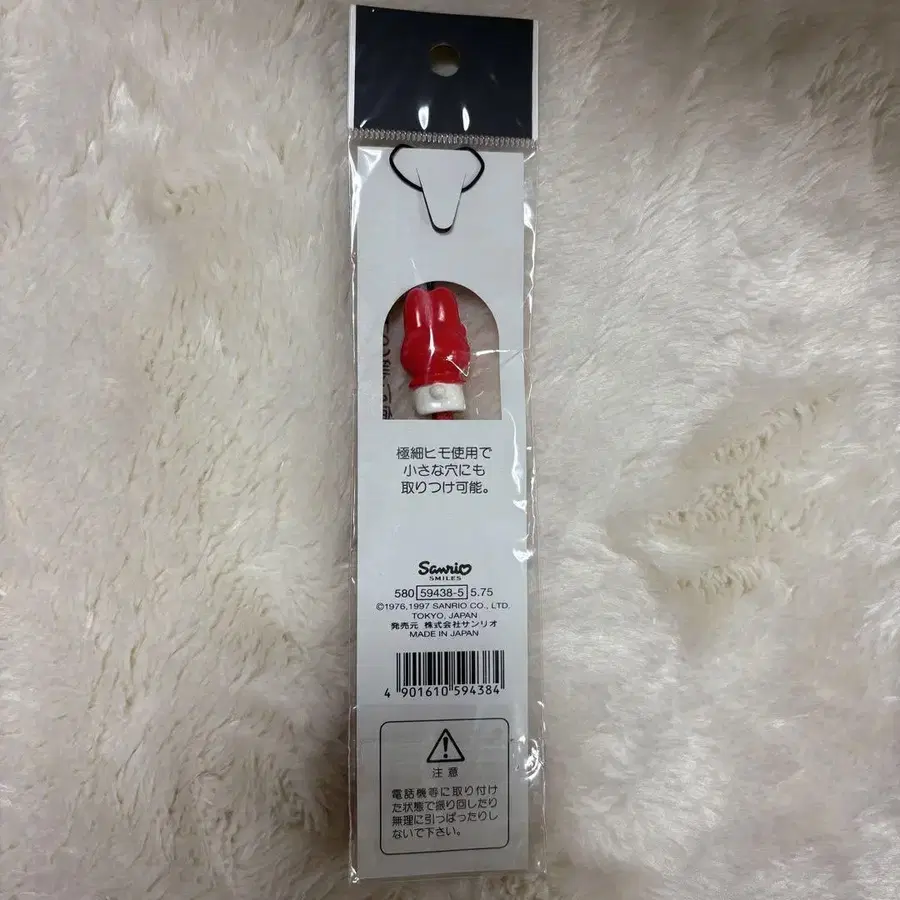 極細ヒモ使用で
小さな穴にも
取りつけ可能。
Sanrio
SMILES
580 59438-5 5.75
©1976,1997 SANRIO CO., LTD.
TOKYO, JAPAN
発売元 株式会社サンリオ
MADE IN JAPAN
4 901610 594384
注意
電話機等に取り付け
た状態で振り回したり
無理に引っぱったりし
ないで下さい。